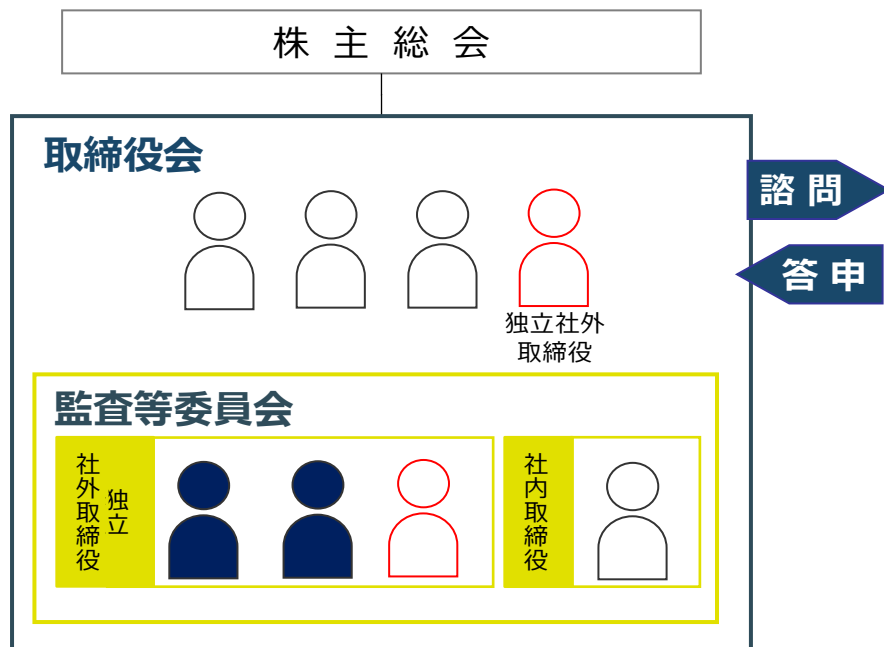 株主総会
取締役会
諮問
答申
独立社外
取締役
監査等委員会
独立
社外取締役
社内取締役